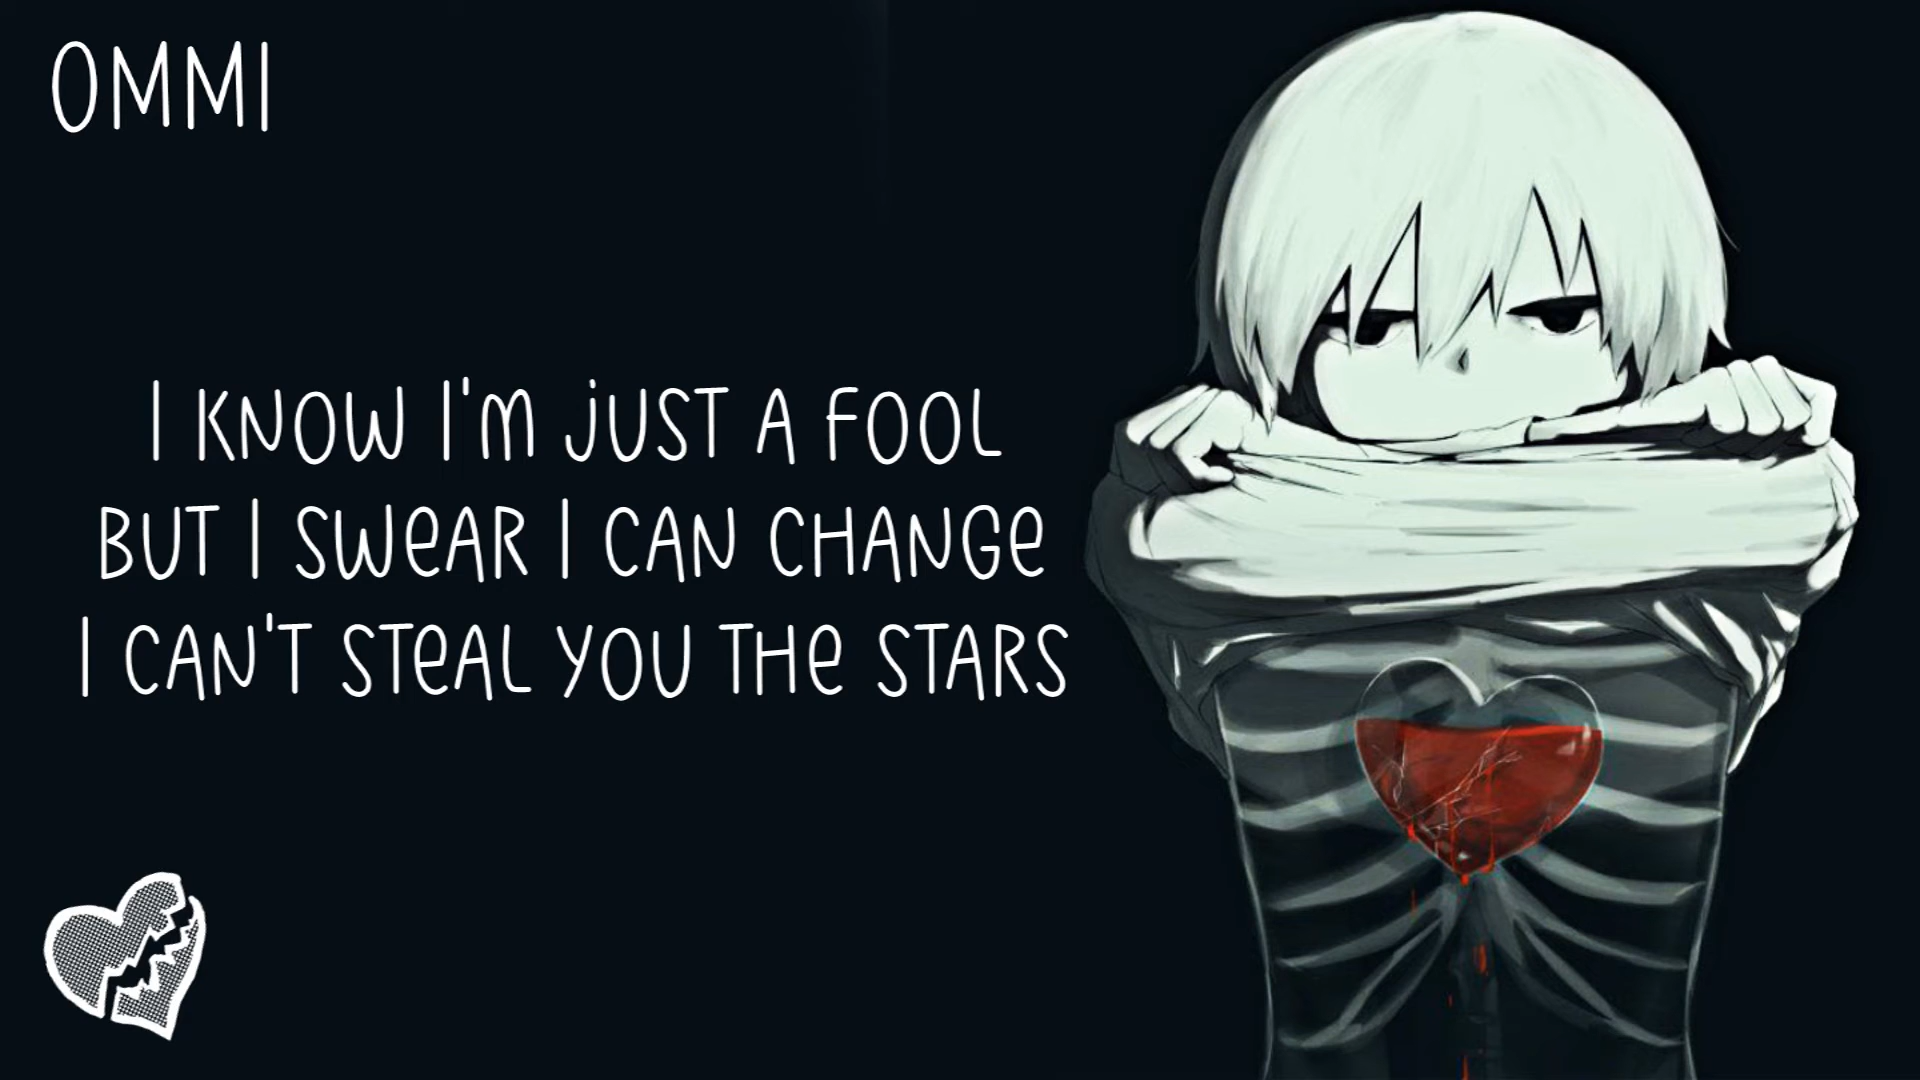 OMMI
I KNOW I'M JUST A FOOL
BUT I SWEAR I CAN CHANGE
I CAN'T STEAL YOU THE STARS